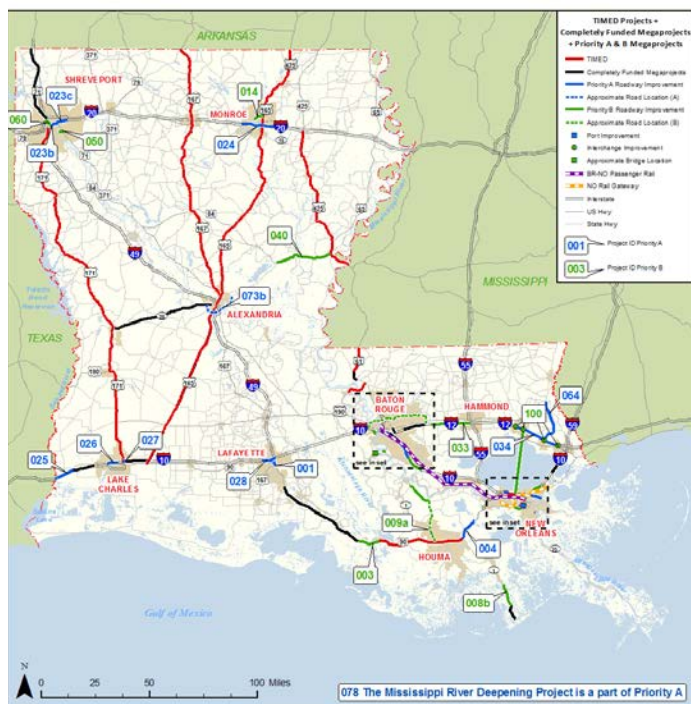 TIMED Projects +
Completely Funded Megaprojects
+ Priority A & B Megaprojects
TIMED
Completely Funded Megaprojects
Priority A Roadway Improvement
Approximate Road Location (A)
Priority B Roadway Improvement
Approximate Road Location (B)
Port Improvement
Interchange Improvement
Approximate Bridge Location
BR-NO Passenger Rail
NO Rail Gateway
Interstate
US Hwy
State Hwy
001 Project ID Priority A
003 Project ID Priority B
ARKANSAS
SHREVEPORT
023c
060
050
023b
MONROE
014
024
040
MISSISSIPPI
TEXAS
073b
ALEXANDRIA
BATON
ROUGE
HAMMOND
064
100
033
034
see inset
LAFAYETTE
025
026
027
LAKE
CHARLES
028
001
see inset
NEW
ORLEANS
009a
HOUMA
004
003
008b
Gulf of Mexico
N
0 25 50 100 Miles
078 The Mississippi River Deepening Project is a part of Priority A